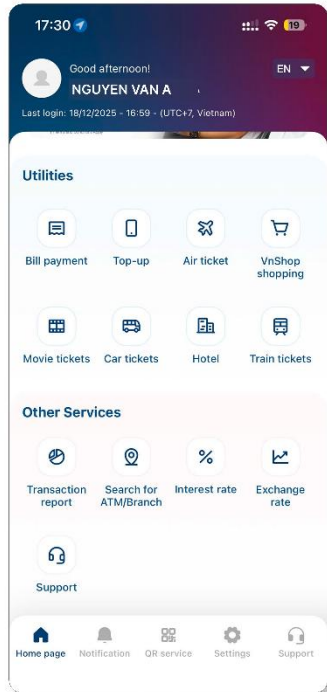 17:30
19
Good afternoon!
EN
NGUYEN VAN A
Last login: 18/12/2025 - 16:59 - (UTC+7, Vietnam)
Utilities
Bill payment
Top-up
Air ticket
VnShop
shopping
Movie tickets
Car tickets
Hotel
Train tickets
Other Services
Transaction
report
Search for
ATM/Branch
Interest rate
Exchange
rate
Support
Home page
Notification
QR service
Settings
Support